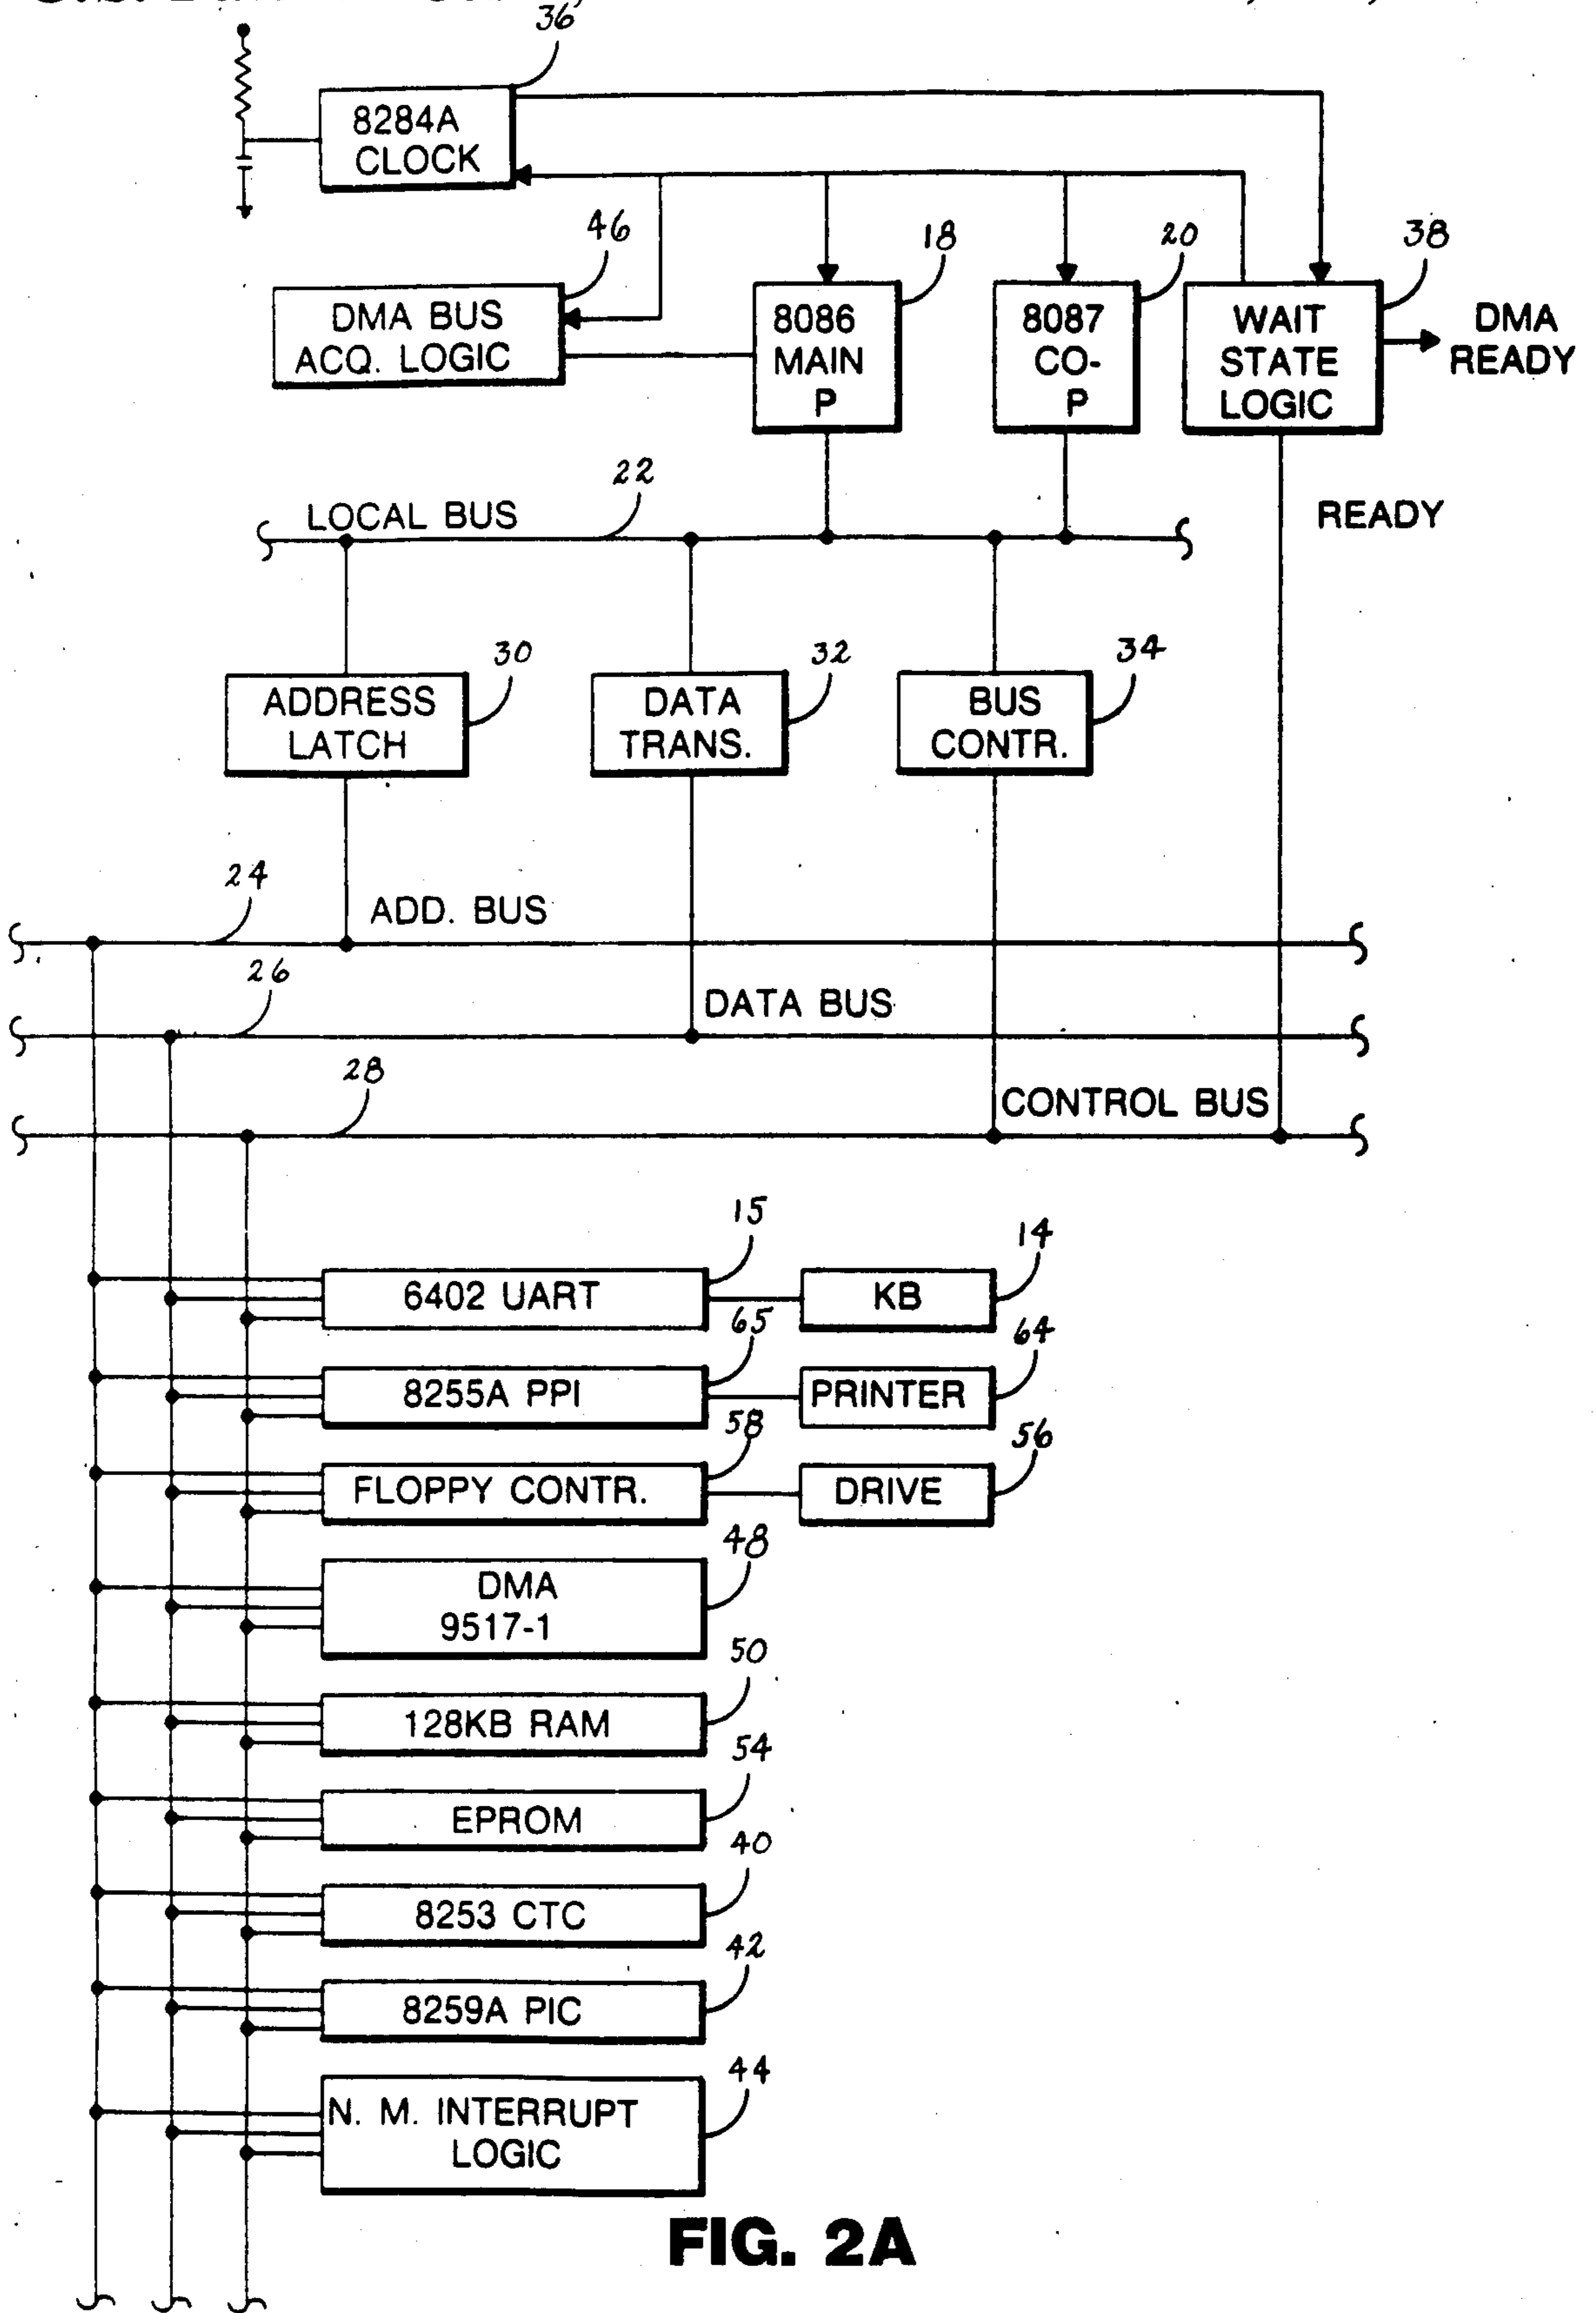 36
8284A
CLOCK
46
18
20
38
DMA BUS
ACQ. LOGIC
8086
MAIN
P
8087
CO-
P
WAIT
STATE
LOGIC
DMA
READY
22
LOCAL BUS
READY
30
32
34
ADDRESS
LATCH
DATA
TRANS.
BUS
CONTR.
24
ADD. BUS
26
DATA BUS
28
CONTROL BUS
15
14
6402 UART
KB
65
64
8255A PPI
PRINTER
58
56
FLOPPY CONTR.
DRIVE
48
DMA
9517-1
50
128KB RAM
54
EPROM
40
8253 CTC
42
8259A PIC
44
N. M. INTERRUPT
LOGIC
FIG. 2A